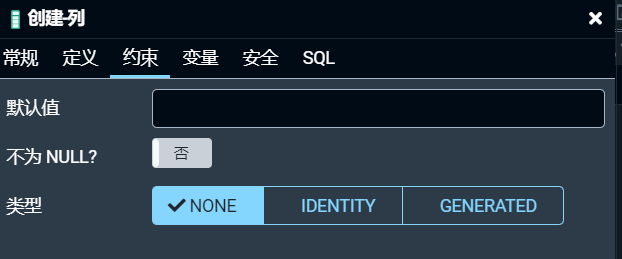 创建-列
常规 定义 约束 变量 安全 SQL
默认值
不为 NULL? 否
类型 NONE IDENTITY GENERATED